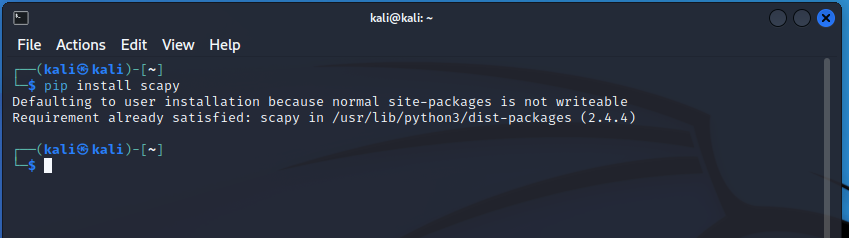 kali@kali: ~
File Actions Edit View Help
┌──(kali㉿kali)-[~]
└─$ pip install scapy
Defaulting to user installation because normal site-packages is not writeable
Requirement already satisfied: scapy in /usr/lib/python3/dist-packages (2.4.4)
┌──(kali㉿kali)-[~]
└─$